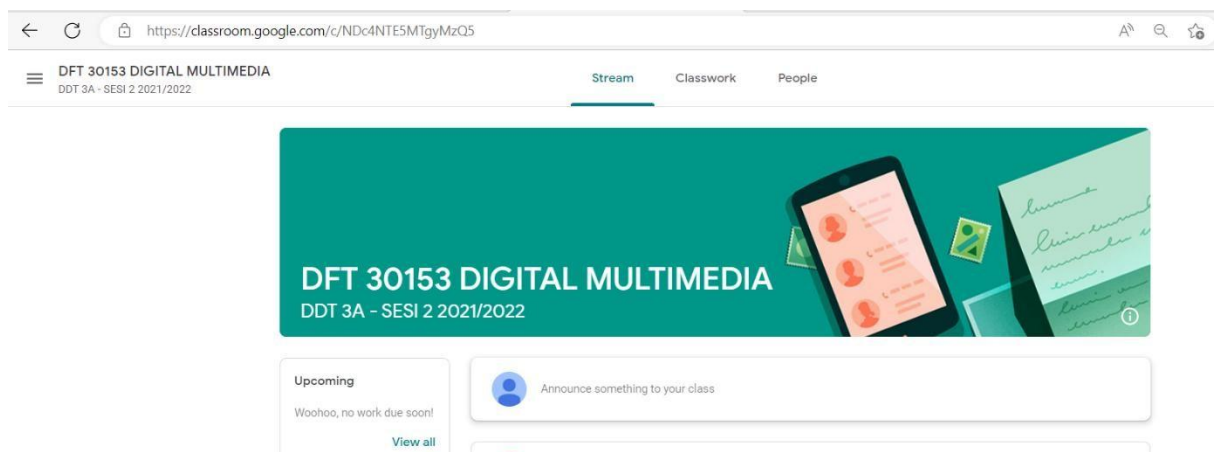 https://classroom.google.com/c/NDc4NTE5MTgyMzQ5
DFT 30153 DIGITAL MULTIMEDIA
DDT 3A - SESI 2 2021/2022
Stream Classwork People
DFT 30153 DIGITAL MULTIMEDIA
DDT 3A - SESI 2 2021/2022
Upcoming
Woohoo, no work due soon!
View all
Announce something to your class